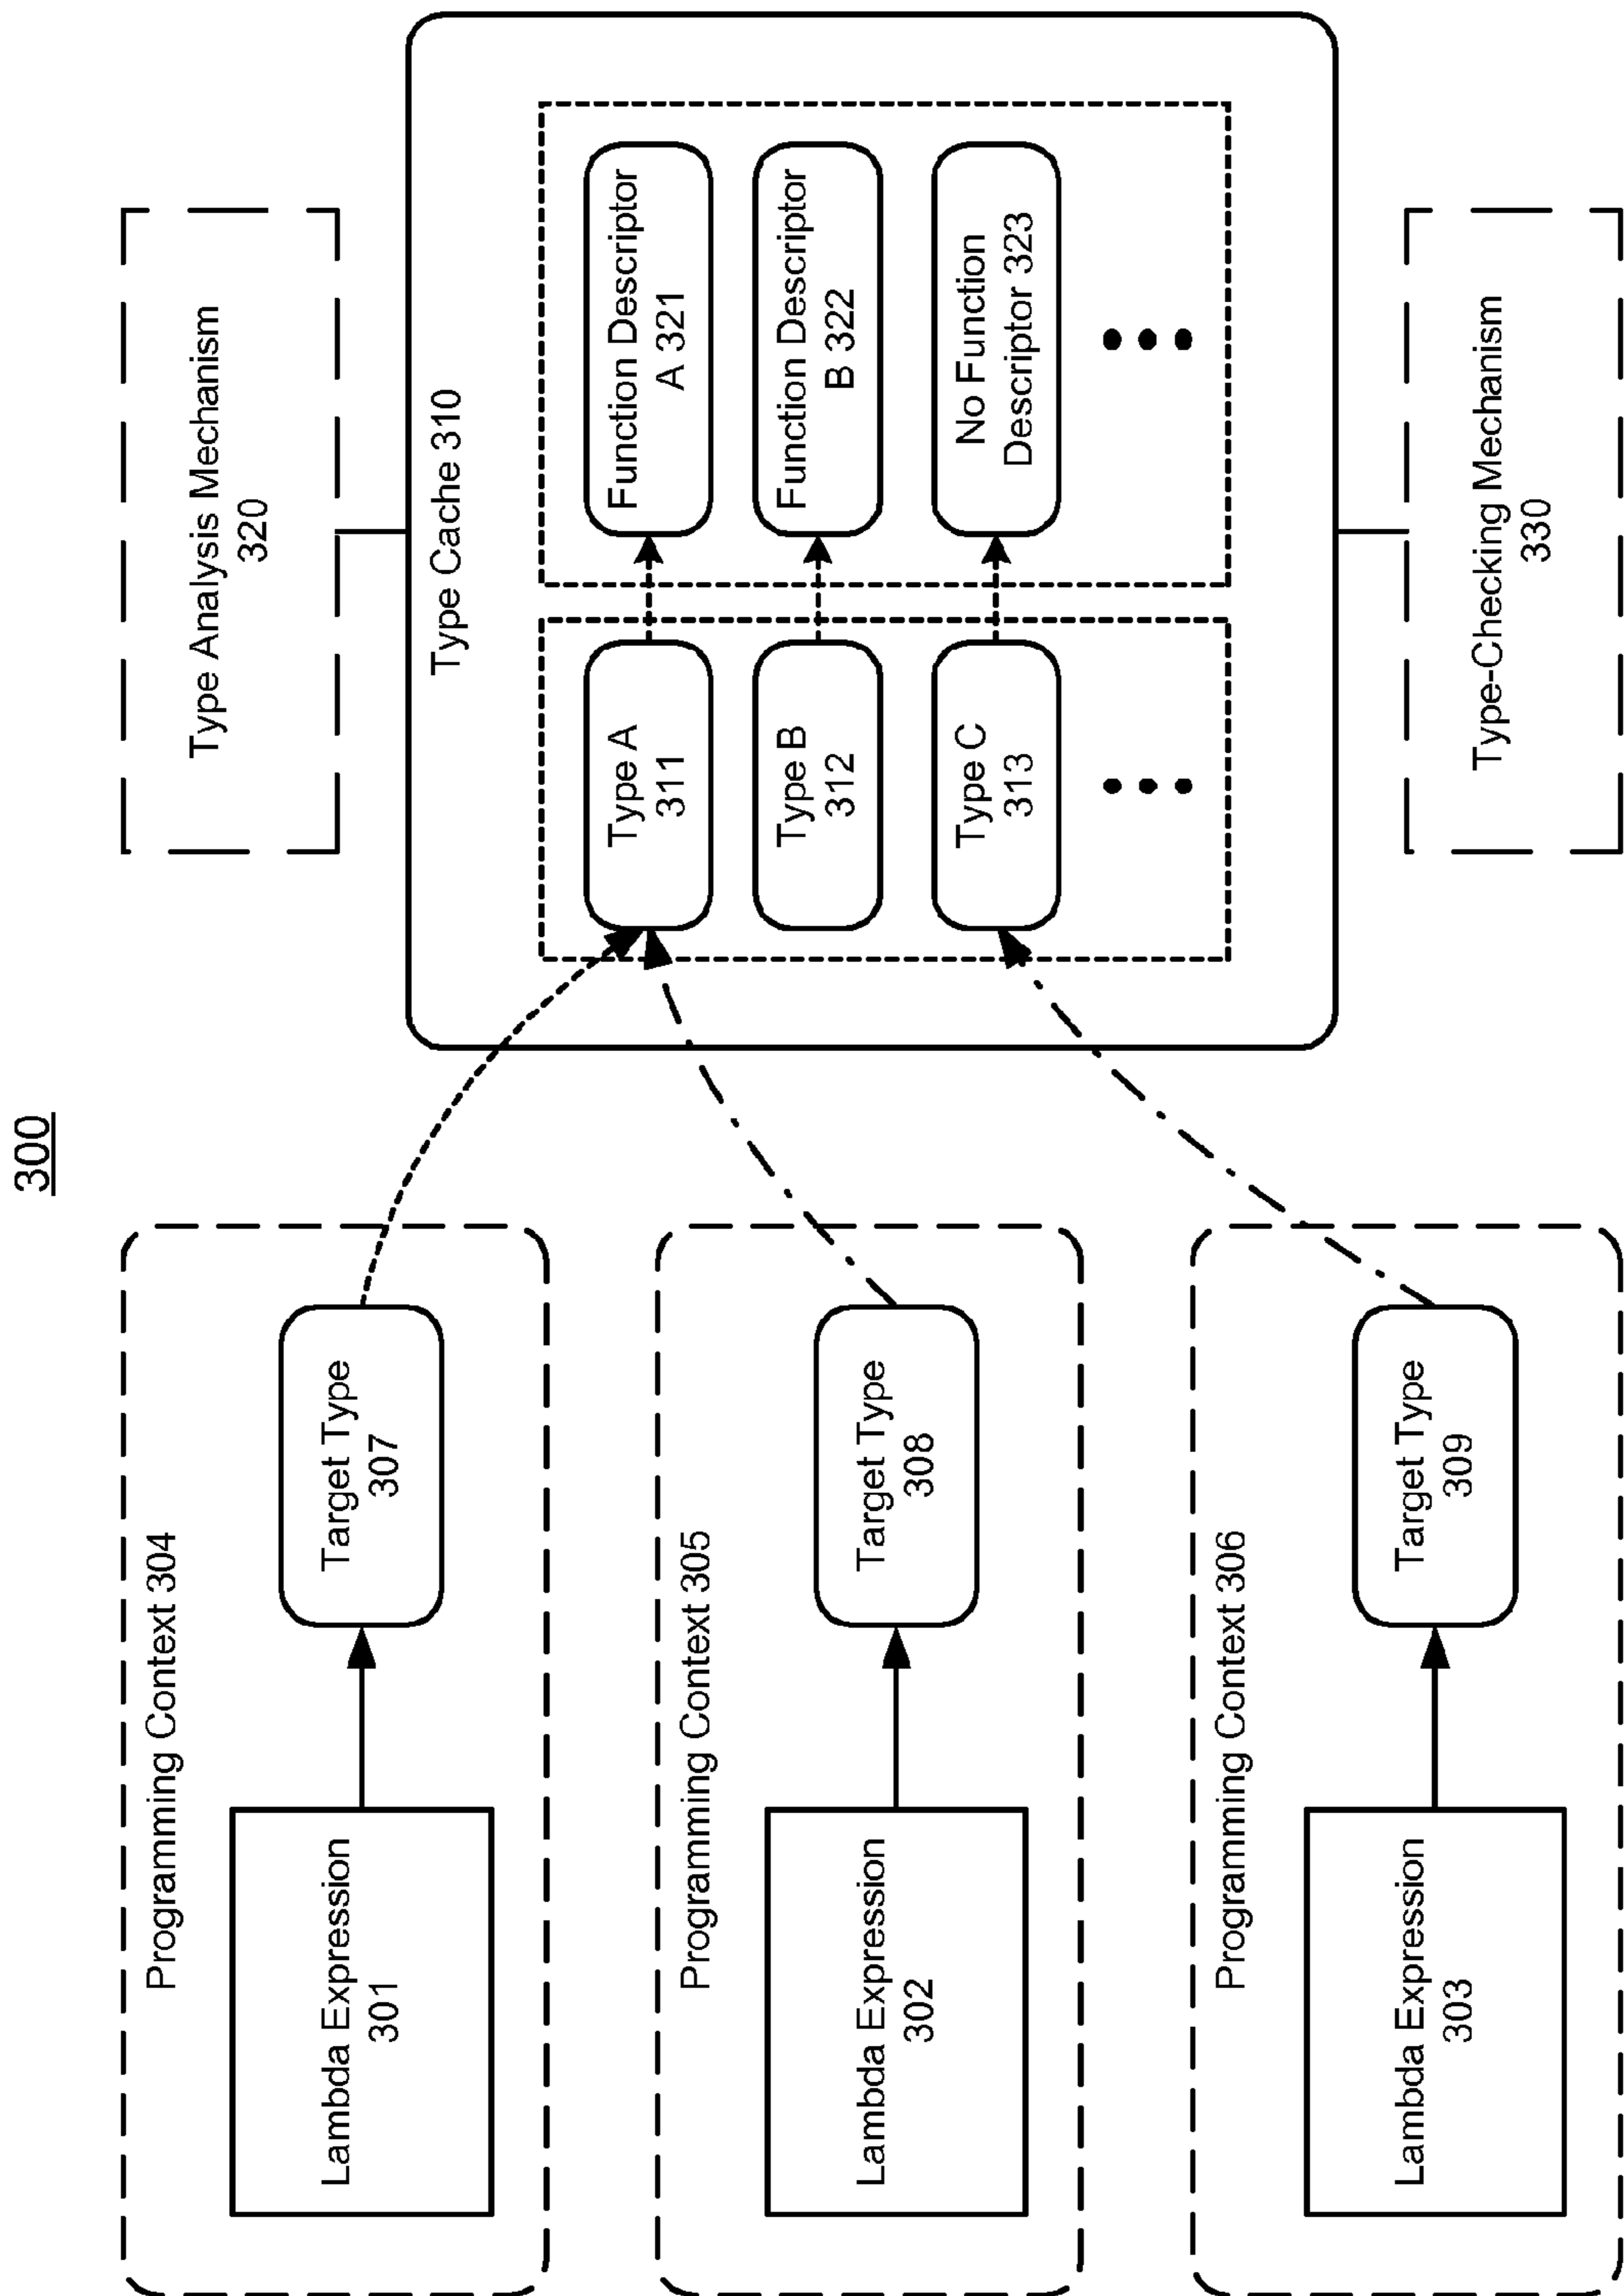 300
Programming Context 304
Lambda Expression
301
Target Type
307
Programming Context 305
Lambda Expression
302
Target Type
308
Programming Context 306
Lambda Expression
303
Target Type
309
Type Analysis Mechanism
320
Type Cache 310
Type A
311
Function Descriptor
A 321
Type B
312
Function Descriptor
B 322
Type C
313
No Function
Descriptor 323
Type-Checking Mechanism
330